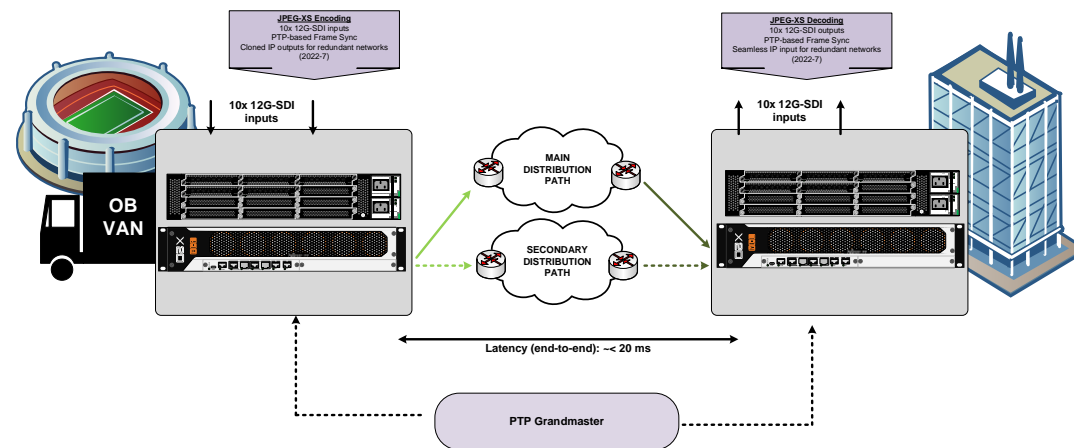 JPEG-XS Encoding
10x 12G-SDI inputs
PTP-based Frame Sync
Cloned IP outputs for redundant networks
(2022-7)
JPEG-XS Decoding
10x 12G-SDI outputs
PTP-based Frame Sync
Seamless IP input for redundant networks
(2022-7)
10x 12G-SDI
inputs
10x 12G-SDI
inputs
OB
VAN
MAIN
DISTRIBUTION
PATH
SECONDARY
DISTRIBUTION
PATH
Latency (end-to-end): ~< 20 ms
PTP Grandmaster